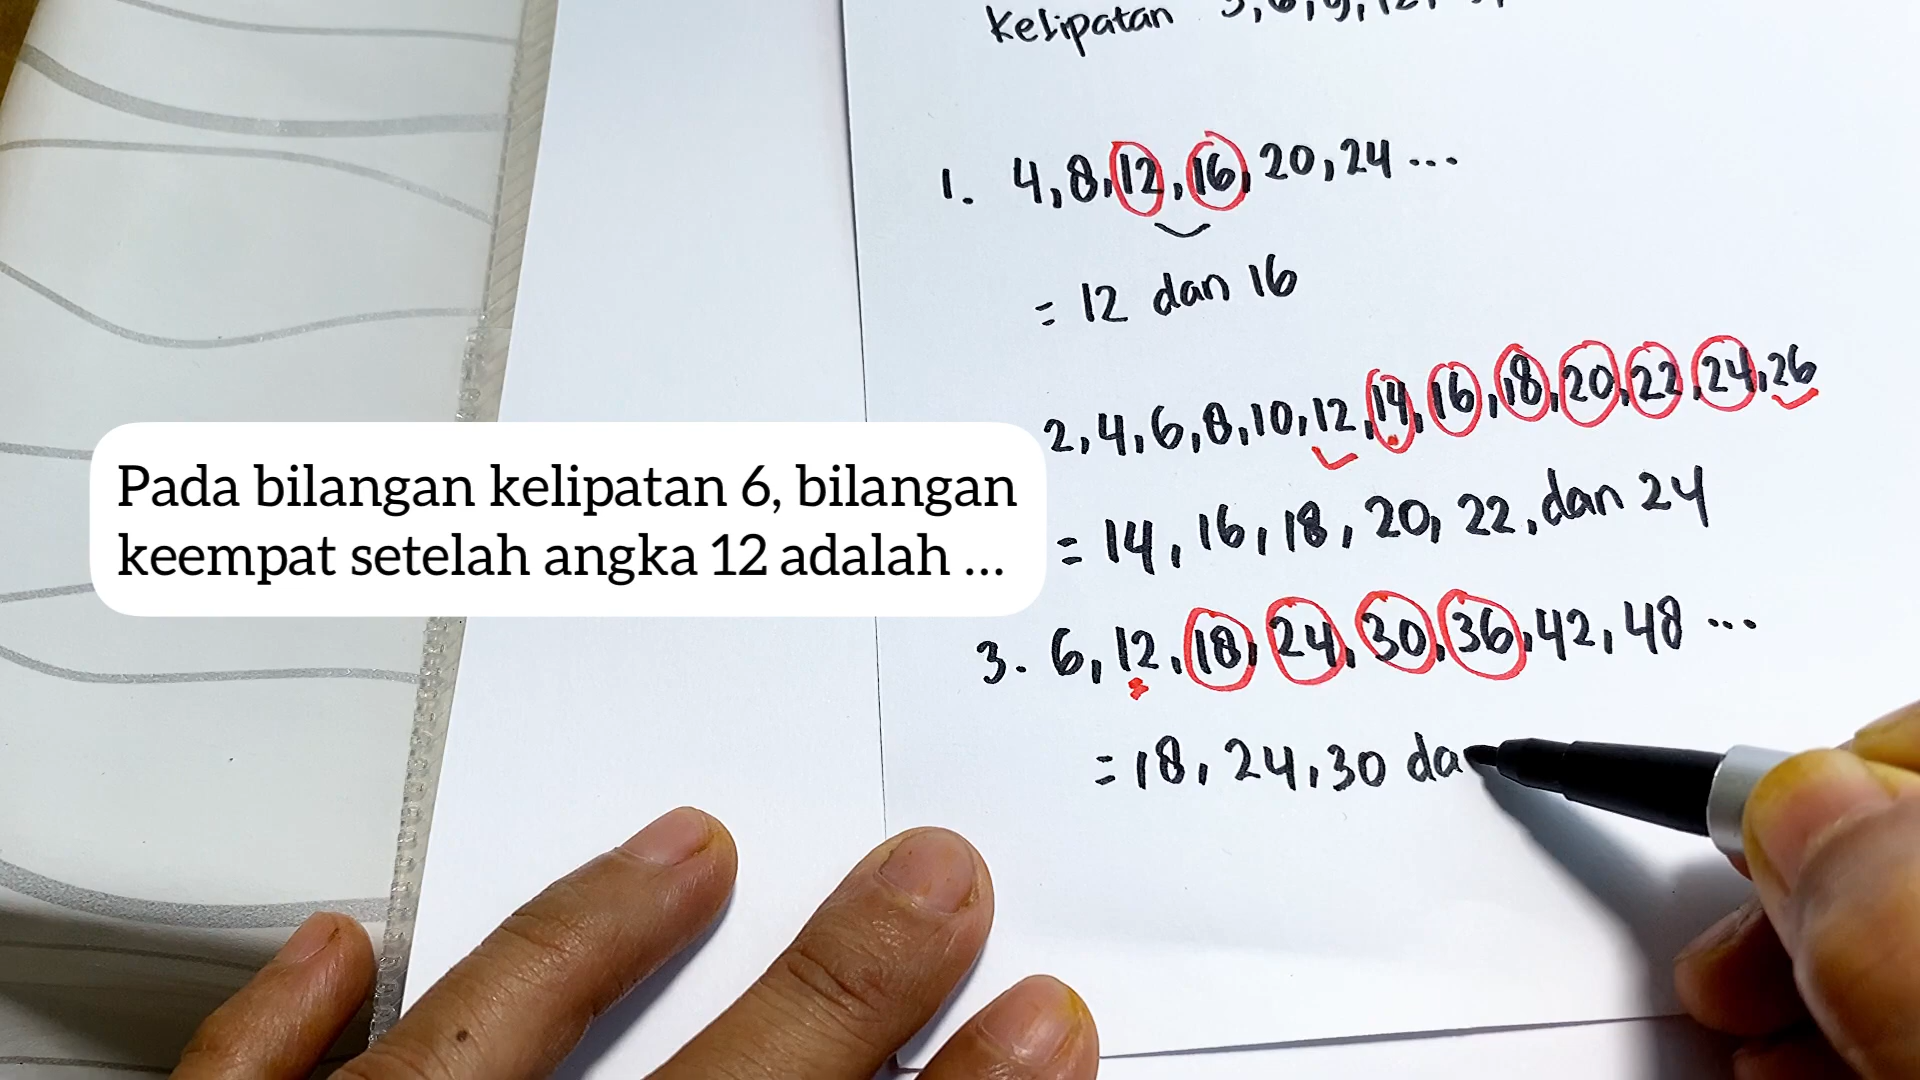 Kelipatan
1. 4, 8, 12, 16, 20, 24 ...
= 12 dan 16
2, 4, 6, 8, 10, 12, 14, 16, 18, 20, 22, 24, 26
= 14, 16, 18, 20, 22, dan 24
Pada bilangan kelipatan 6, bilangan
keempat setelah angka 12 adalah ...
3. 6, 12, 18, 24, 30, 36, 42, 48 ...
= 18, 24, 30 da